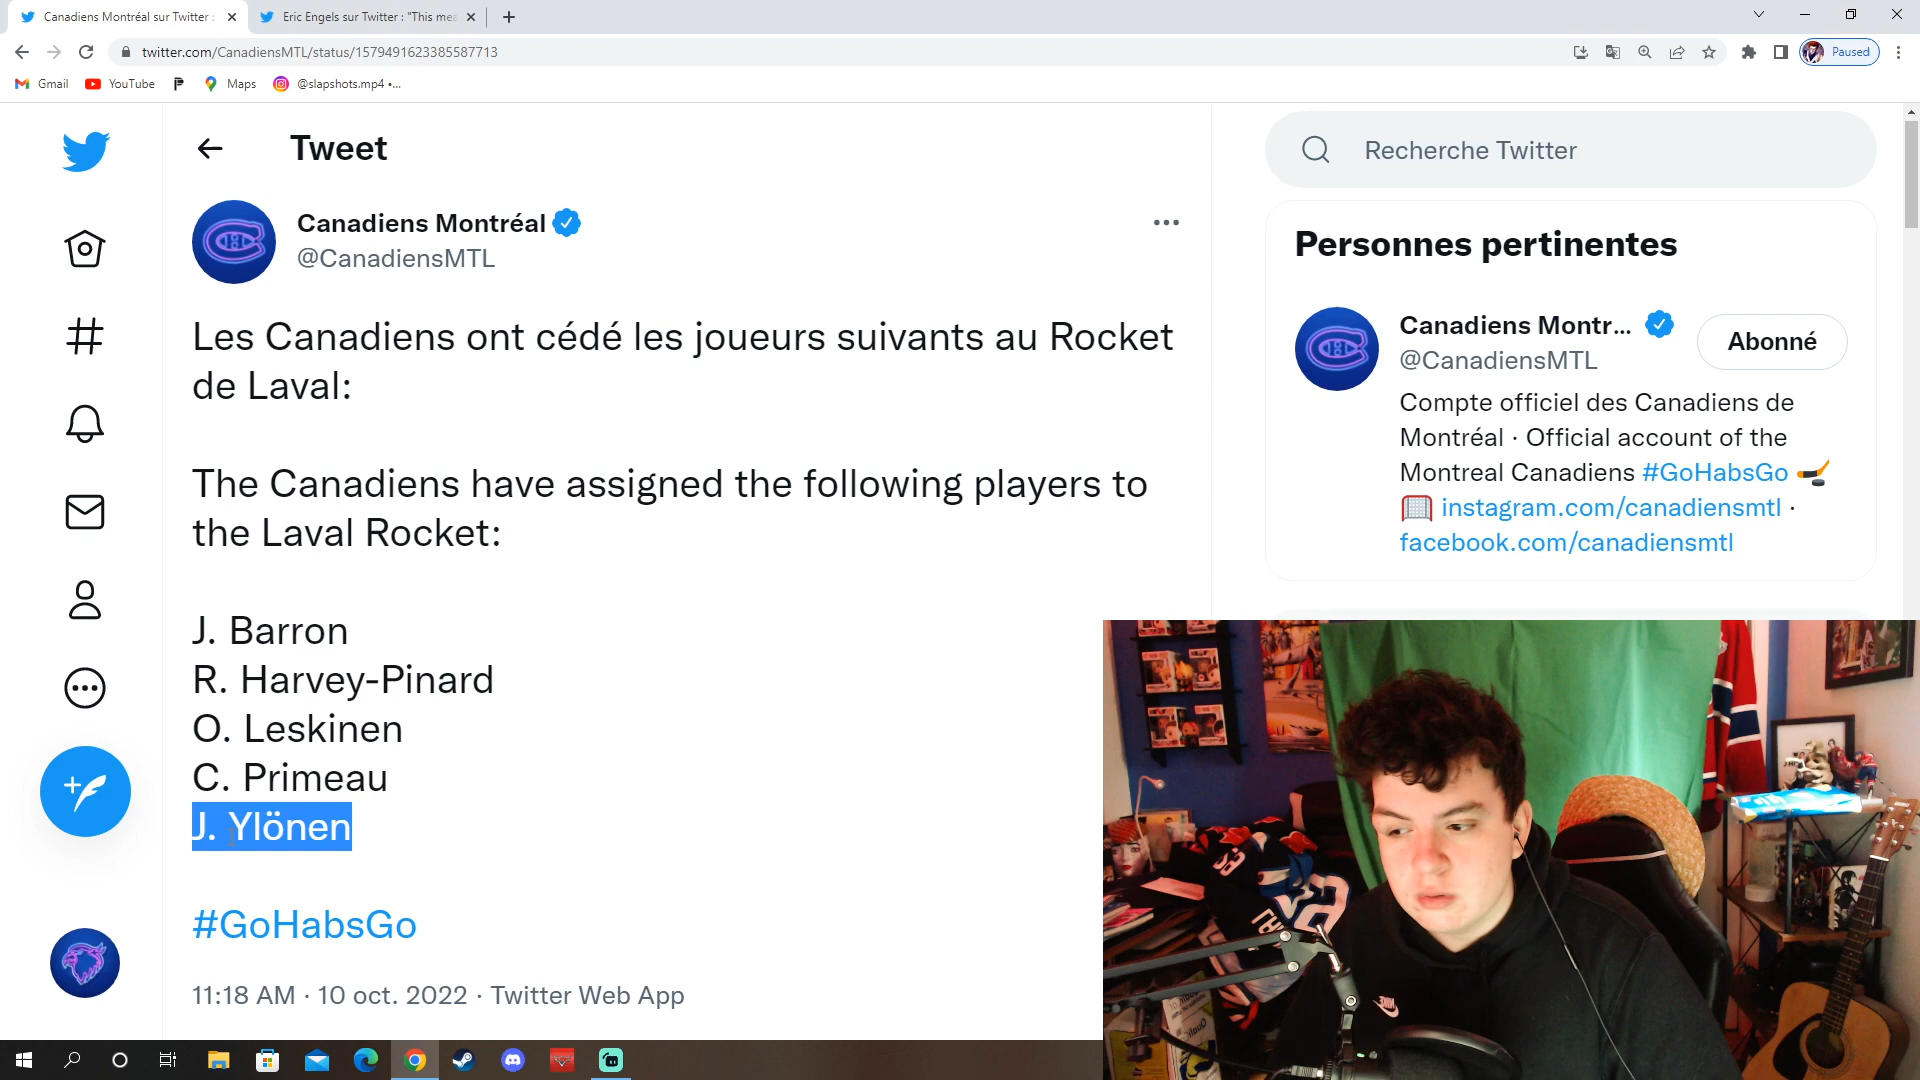 Canadiens Montréal sur Twitter :
Eric Engels sur Twitter : "This mea
twitter.com/CanadiensMTL/status/1579491623385587713
Paused
Gmail
YouTube
Maps
@slapshots.mp4 •...
Tweet
Recherche Twitter
Canadiens Montréal
@CanadiensMTL
Les Canadiens ont cédé les joueurs suivants au Rocket
de Laval:
The Canadiens have assigned the following players to
the Laval Rocket:
J. Barron
R. Harvey-Pinard
O. Leskinen
C. Primeau
J. Ylönen
#GoHabsGo
11:18 AM · 10 oct. 2022 · Twitter Web App
Personnes pertinentes
Canadiens Montr...
@CanadiensMTL
Abonné
Compte officiel des Canadiens de
Montréal · Official account of the
Montreal Canadiens #GoHabsGo
instagram.com/canadiensmtl ·
facebook.com/canadiensmtl